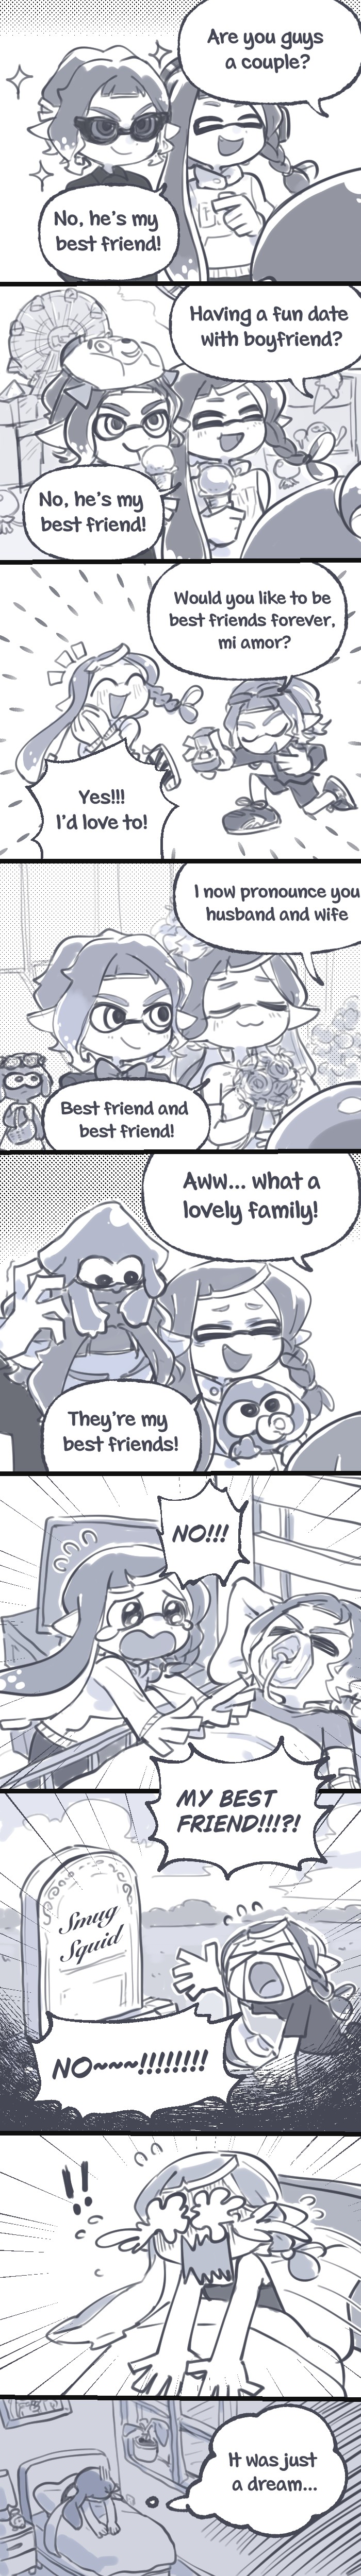 Are you guys
a couple?
No, he's my
best friend!
Having a fun date
with boyfriend?
No, he's my
best friend!
Would you like to be
best friends forever,
mi amor?
Yes!!!
I'd love to!
I now pronounce you
husband and wife
Best friend and
best friend!
Aww... what a
lovely family!
They're my
best friends!
NO!!!
MY BEST
FRIEND!!!?!
Smug
Squid
NO~~~!!!!!!!!
!!
It was just
a dream...